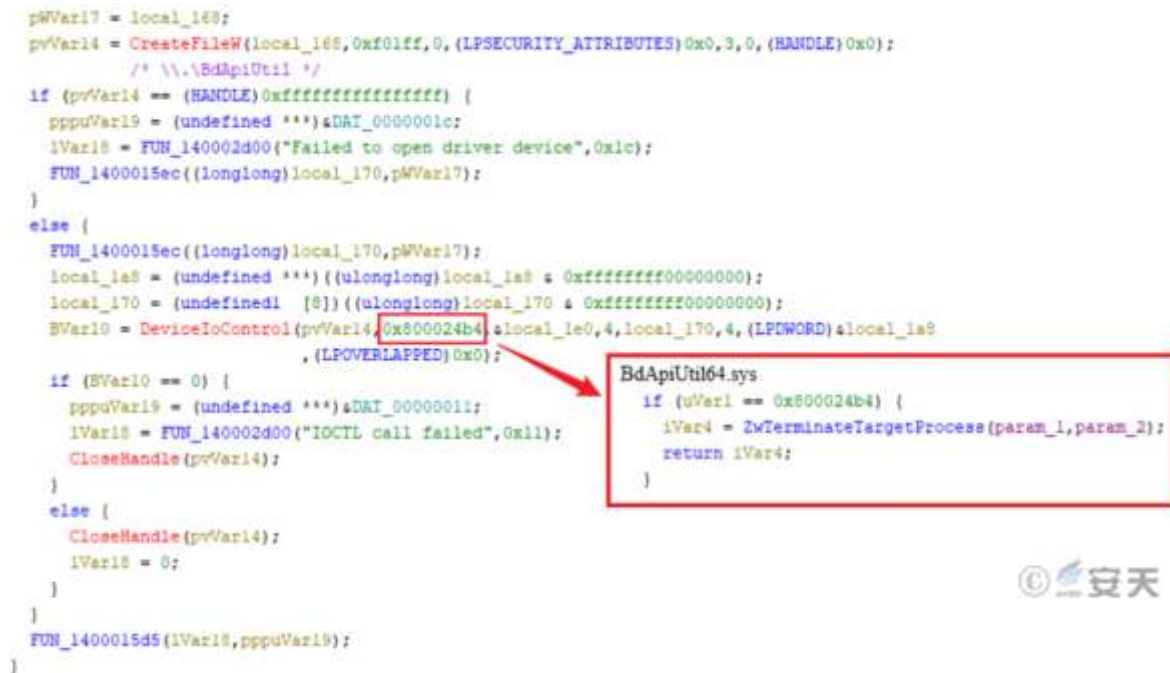 pWVar17 = local_168;
pvVar14 = CreateFileW(local_168,0xf01ff,0,(LPSECURITY_ATTRIBUTES)0x0,3,0,(HANDLE)0x0);
/* \\.\BdApiUtil */
if (pvVar14 == (HANDLE)0xffffffffffffffff) {
pppuVar19 = (undefined ***)&DAT_0000001c;
lVar18 = FUN_140002d00("Failed to open driver device",0x1c);
FUN_1400015ec((longlong)local_170,pWVar17);
}
else {
FUN_1400015ec((longlong)local_170,pWVar17);
local_1a8 = (undefined ***)((ulonglong)local_1a8 & 0xffffffff00000000);
local_170 = (undefined1 [8])((ulonglong)local_170 & 0xffffffff00000000);
BVar10 = DeviceIoControl(pvVar14,0x800024b4,&local_1e0,4,local_170,4,(LPDWORD)&local_1a8
,(LPOVERLAPPED)0x0);
if (BVar10 == 0) {
pppuVar19 = (undefined ***)&DAT_00000011;
lVar18 = FUN_140002d00("IOCTL call failed",0x11);
CloseHandle(pvVar14);
}
else {
CloseHandle(pvVar14);
lVar18 = 0;
}
}
FUN_1400015d5(lVar18,pppuVar19);
}
BdApiUtil64.sys
if (uVar1 == 0x800024b4) {
iVar4 = ZwTerminateTargetProcess(param_1,param_2);
return iVar4;
}
© 安天